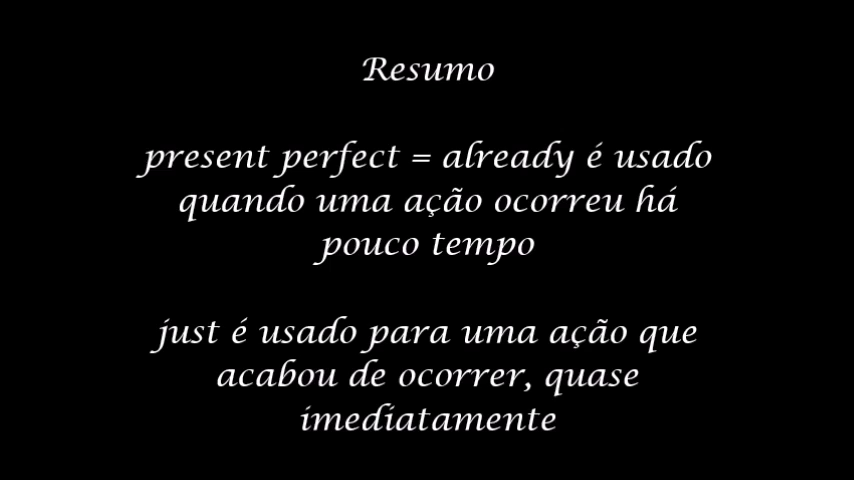 Resumo
present perfect = already é usado
quando uma ação ocorreu há
pouco tempo
just é usado para uma ação que
acabou de ocorrer, quase
imediatamente